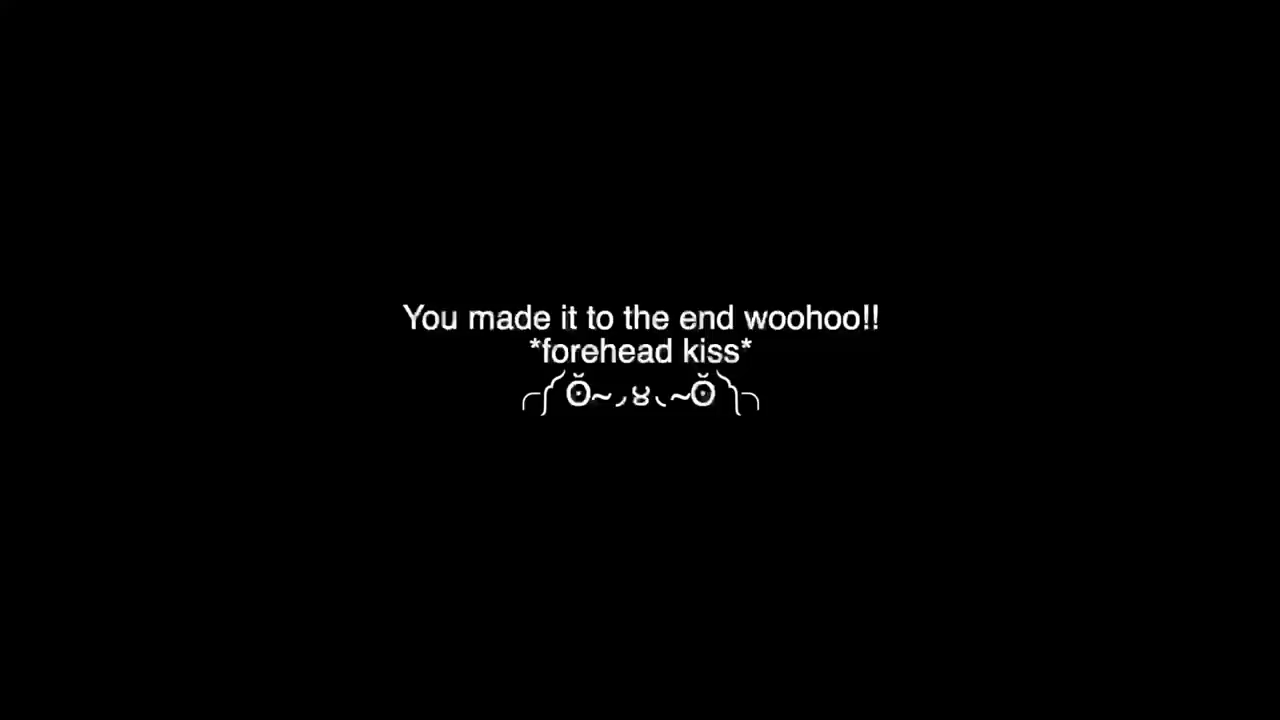 You made it to the end woohoo!!
*forehead kiss*
╭⎰Ŏ~◞ㅂ◟~Ŏ⎱╮